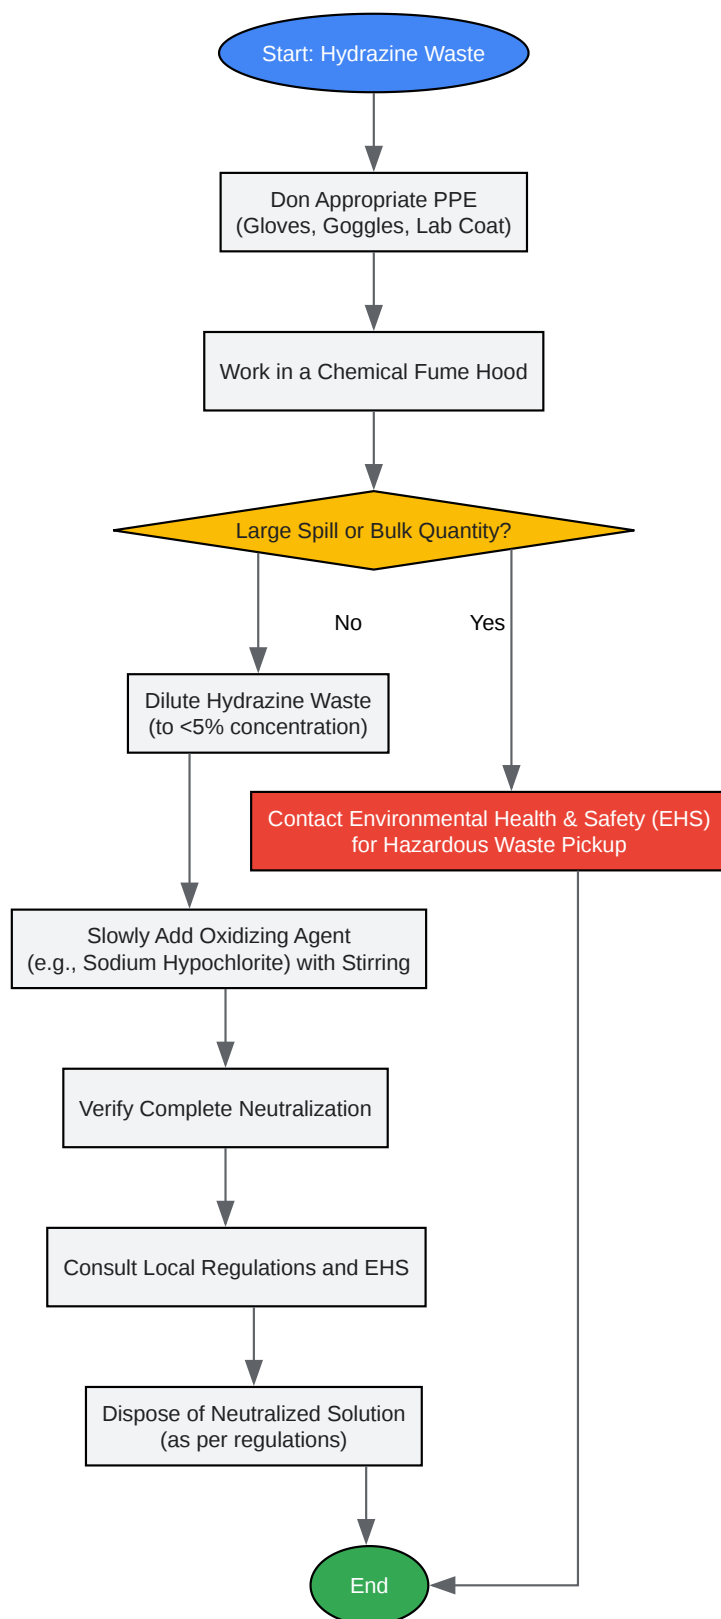 Start: Hydrazine Waste
Don Appropriate PPE
(Gloves, Goggles, Lab Coat)
Work in a Chemical Fume Hood
Large Spill or Bulk Quantity?
No
Yes
Dilute Hydrazine Waste
(to <5% concentration)
Contact Environmental Health & Safety (EHS)
for Hazardous Waste Pickup
Slowly Add Oxidizing Agent
(e.g., Sodium Hypochlorite) with Stirring
Verify Complete Neutralization
Consult Local Regulations and EHS
Dispose of Neutralized Solution
(as per regulations)
End